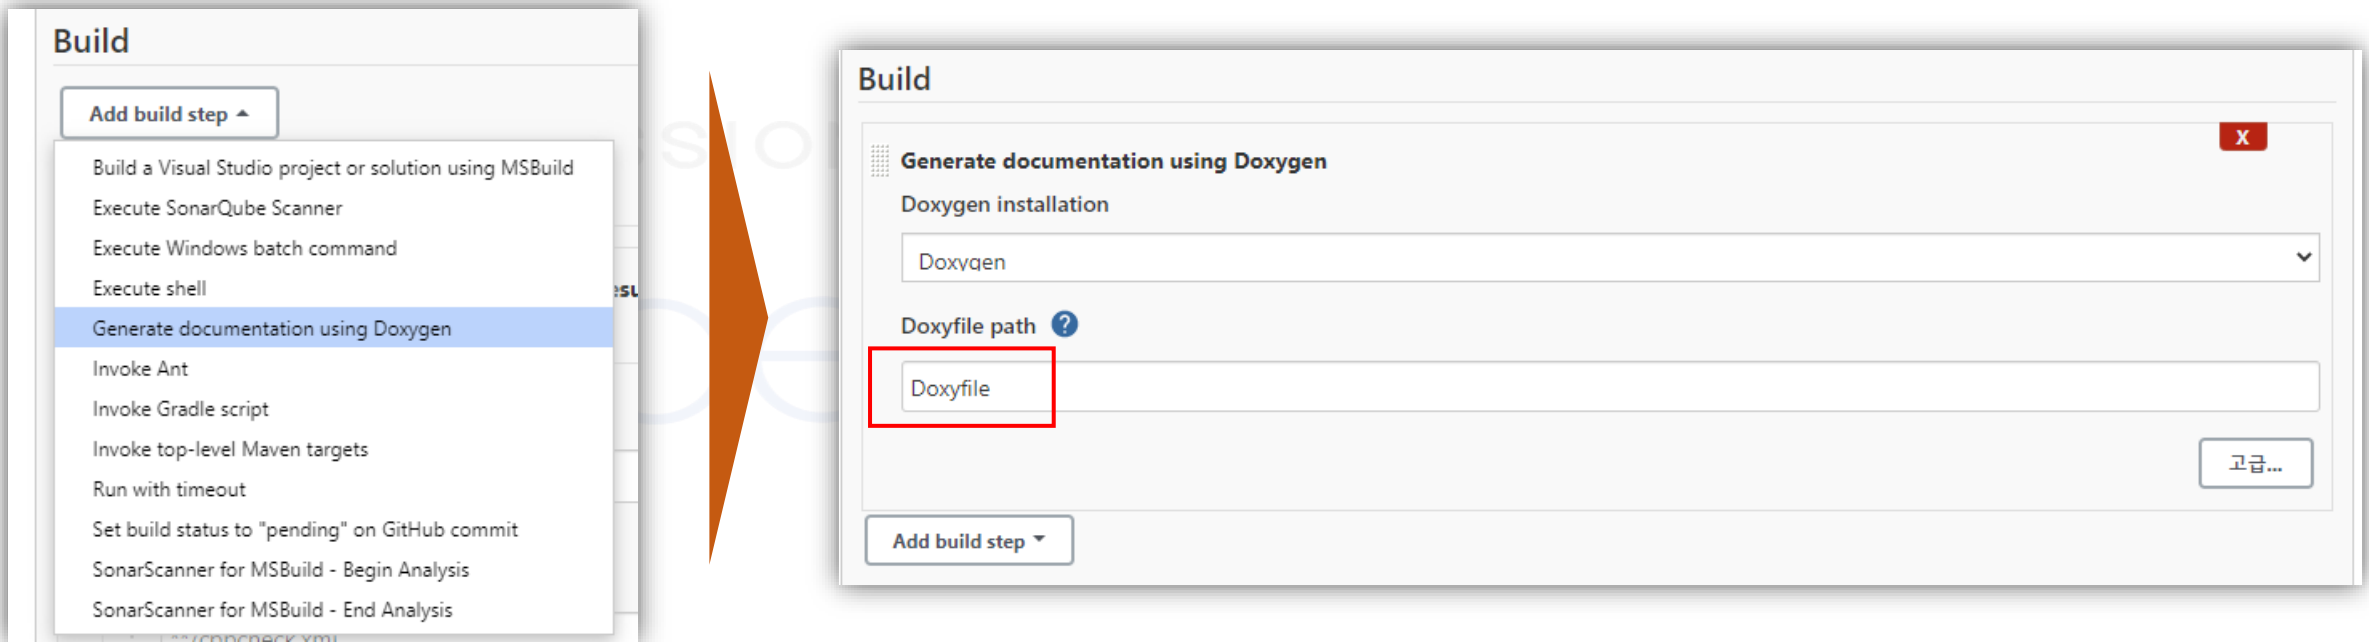 Build
Add build step
Build a Visual Studio project or solution using MSBuild
Execute SonarQube Scanner
Execute Windows batch command
Execute shell
Generate documentation using Doxygen
Invoke Ant
Invoke Gradle script
Invoke top-level Maven targets
Run with timeout
Set build status to "pending" on GitHub commit
SonarScanner for MSBuild - Begin Analysis
SonarScanner for MSBuild - End Analysis
**/cppcheck.xml
Build
X
Generate documentation using Doxygen
Doxygen installation
Doxygen
Doxyfile path ?
Doxyfile
고급...
Add build step